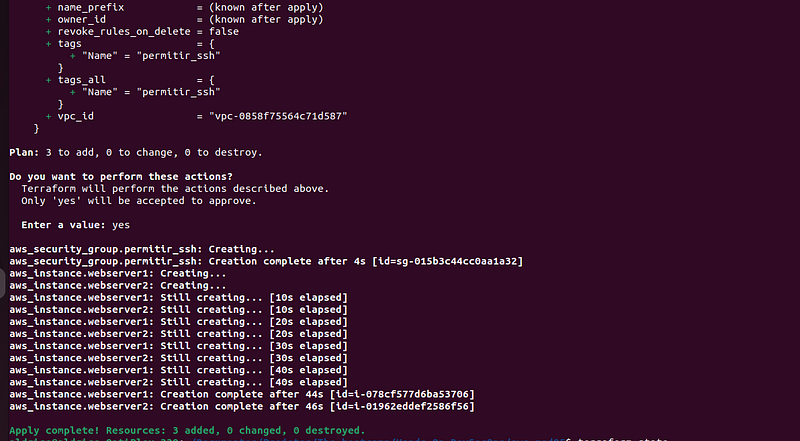 + name_prefix            = (known after apply)
+ owner_id               = (known after apply)
+ revoke_rules_on_delete = false
+ tags                   = {
+ "Name" = "permitir_ssh"
}
+ tags_all               = {
+ "Name" = "permitir_ssh"
}
+ vpc_id                 = "vpc-0858f75564c71d587"
}
Plan: 3 to add, 0 to change, 0 to destroy.
Do you want to perform these actions?
Terraform will perform the actions described above.
Only 'yes' will be accepted to approve.
Enter a value: yes
aws_security_group.permitir_ssh: Creating...
aws_security_group.permitir_ssh: Creation complete after 4s [id=sg-015b3c44cc0aa1a32]
aws_instance.webserver1: Creating...
aws_instance.webserver2: Creating...
aws_instance.webserver1: Still creating... [10s elapsed]
aws_instance.webserver2: Still creating... [10s elapsed]
aws_instance.webserver1: Still creating... [20s elapsed]
aws_instance.webserver2: Still creating... [20s elapsed]
aws_instance.webserver1: Still creating... [30s elapsed]
aws_instance.webserver2: Still creating... [30s elapsed]
aws_instance.webserver1: Still creating... [40s elapsed]
aws_instance.webserver2: Still creating... [40s elapsed]
aws_instance.webserver1: Creation complete after 44s [id=i-078cf577d6ba53706]
aws_instance.webserver2: Creation complete after 46s [id=i-01962eddef2586f56]
Apply complete! Resources: 3 added, 0 changed, 0 destroyed.